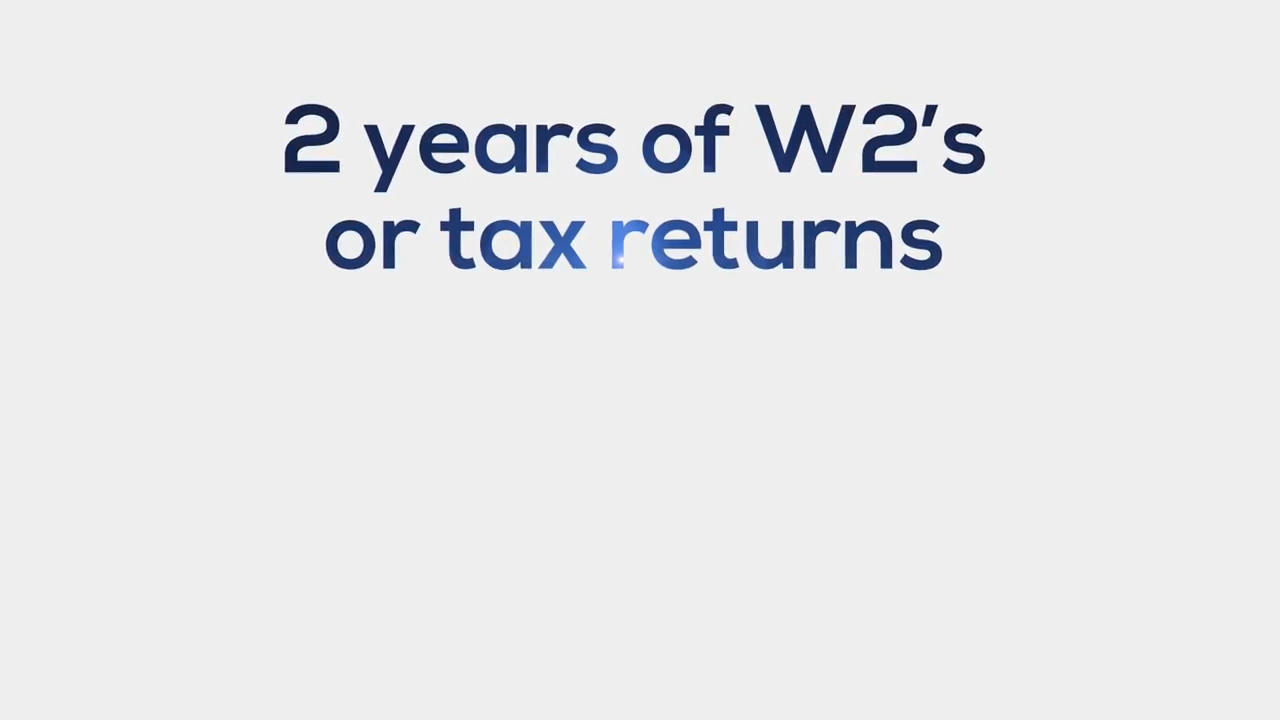 2 years of W2’s
or tax returns